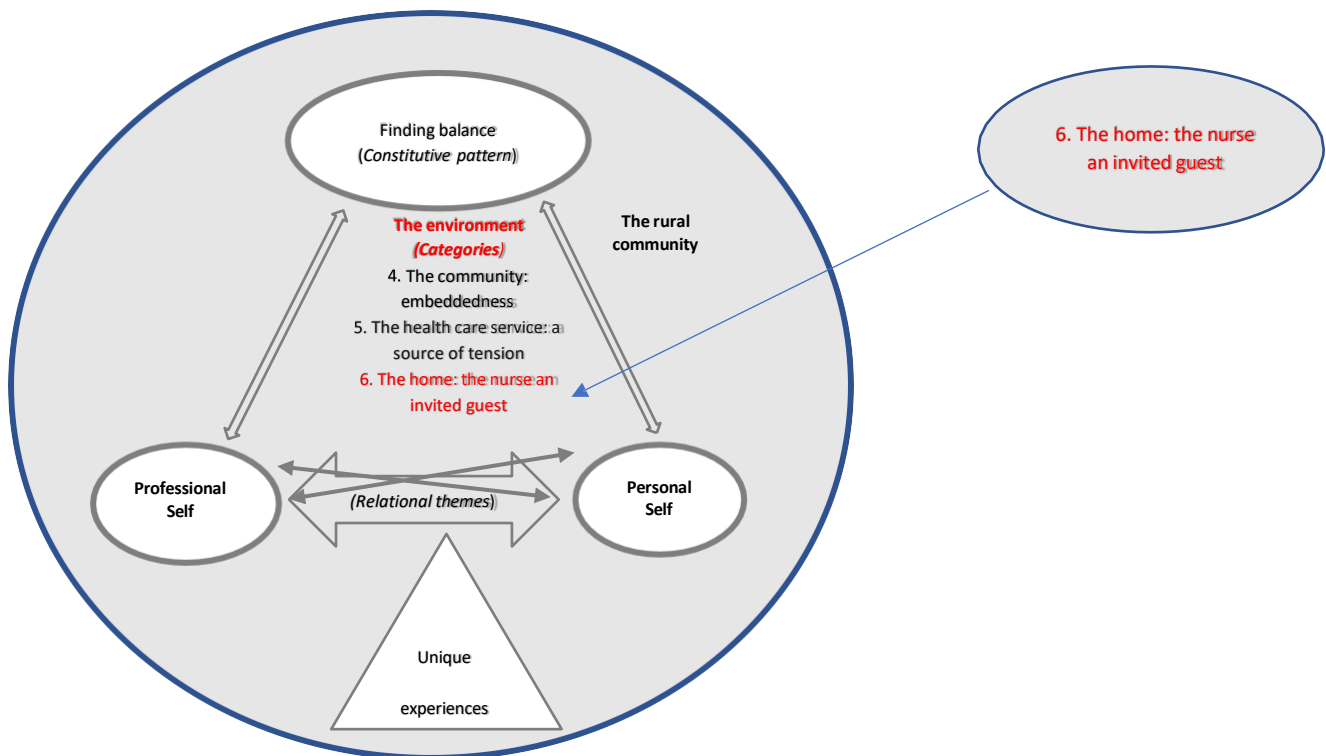 Finding balance
(Constitutive pattern)
The environment
(Categories)
4. The community:
embeddedness
5. The health care service: a
source of tension
6. The home: the nurse an
invited guest
The rural
community
6. The home: the nurse
an invited guest
Professional
Self
(Relational themes)
Personal
Self
Unique
experiences